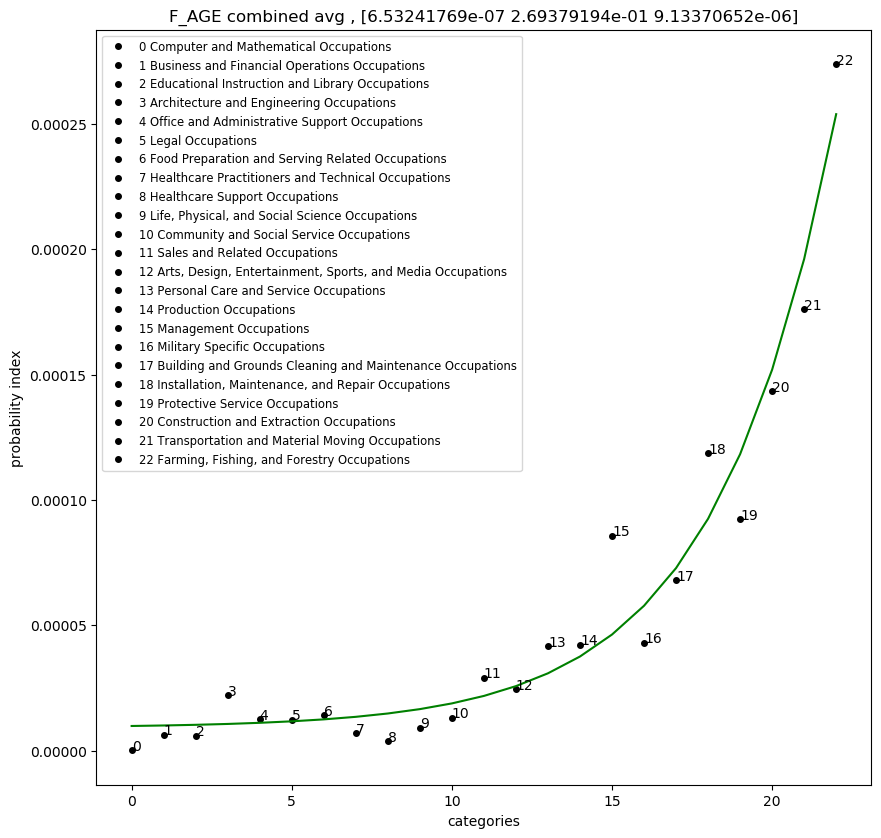 F_AGE combined avg , [6.53241769e-07 2.69379194e-01 9.13370652e-06]
0 Computer and Mathematical Occupations
1 Business and Financial Operations Occupations
2 Educational Instruction and Library Occupations
3 Architecture and Engineering Occupations
4 Office and Administrative Support Occupations
5 Legal Occupations
6 Food Preparation and Serving Related Occupations
7 Healthcare Practitioners and Technical Occupations
8 Healthcare Support Occupations
9 Life, Physical, and Social Science Occupations
10 Community and Social Service Occupations
11 Sales and Related Occupations
12 Arts, Design, Entertainment, Sports, and Media Occupations
13 Personal Care and Service Occupations
14 Production Occupations
15 Management Occupations
16 Military Specific Occupations
17 Building and Grounds Cleaning and Maintenance Occupations
18 Installation, Maintenance, and Repair Occupations
19 Protective Service Occupations
20 Construction and Extraction Occupations
21 Transportation and Material Moving Occupations
22 Farming, Fishing, and Forestry Occupations
probability index
0.00025
0.00020
0.00015
0.00010
0.00005
0.00000
0
1
2
3
4
5
6
7
8
9
10
11
12
13
14
15
16
17
18
19
20
21
22
0
5
10
15
20
categories